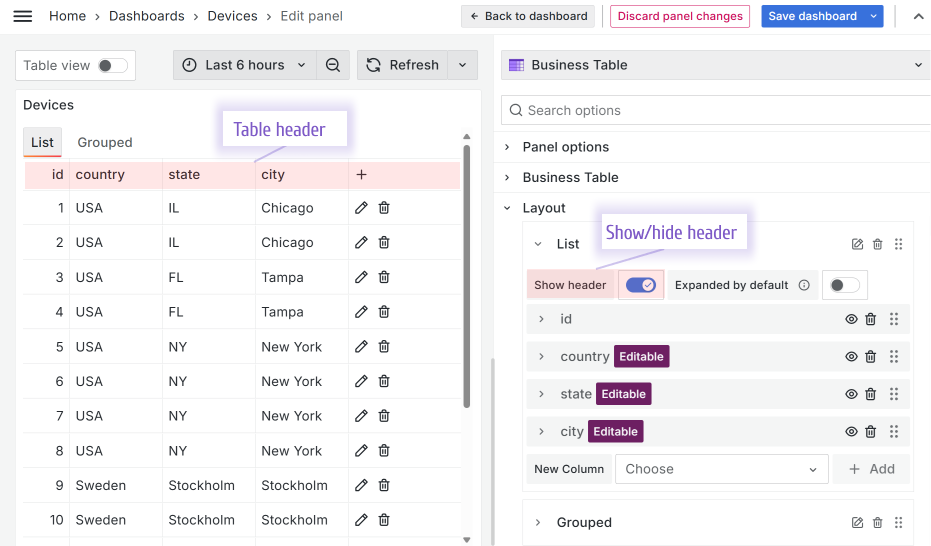 Home › Dashboards › Devices › Edit panel
← Back to dashboard
Discard panel changes
Save dashboard
Table view
Last 6 hours
Refresh
Business Table
Devices
Search options
Table header
List Grouped
Panel options
id country state city +
Business Table
1 USA IL Chicago
Layout
2 USA IL Chicago
Show/hide header
List
3 USA FL Tampa
Show header
Expanded by default
4 USA FL Tampa
id
5 USA NY New York
country Editable
6 USA NY New York
state Editable
7 USA NY New York
city Editable
8 USA NY New York
New Column Choose + Add
9 Sweden Stockholm Stockholm
10 Sweden Stockholm Stockholm
Grouped